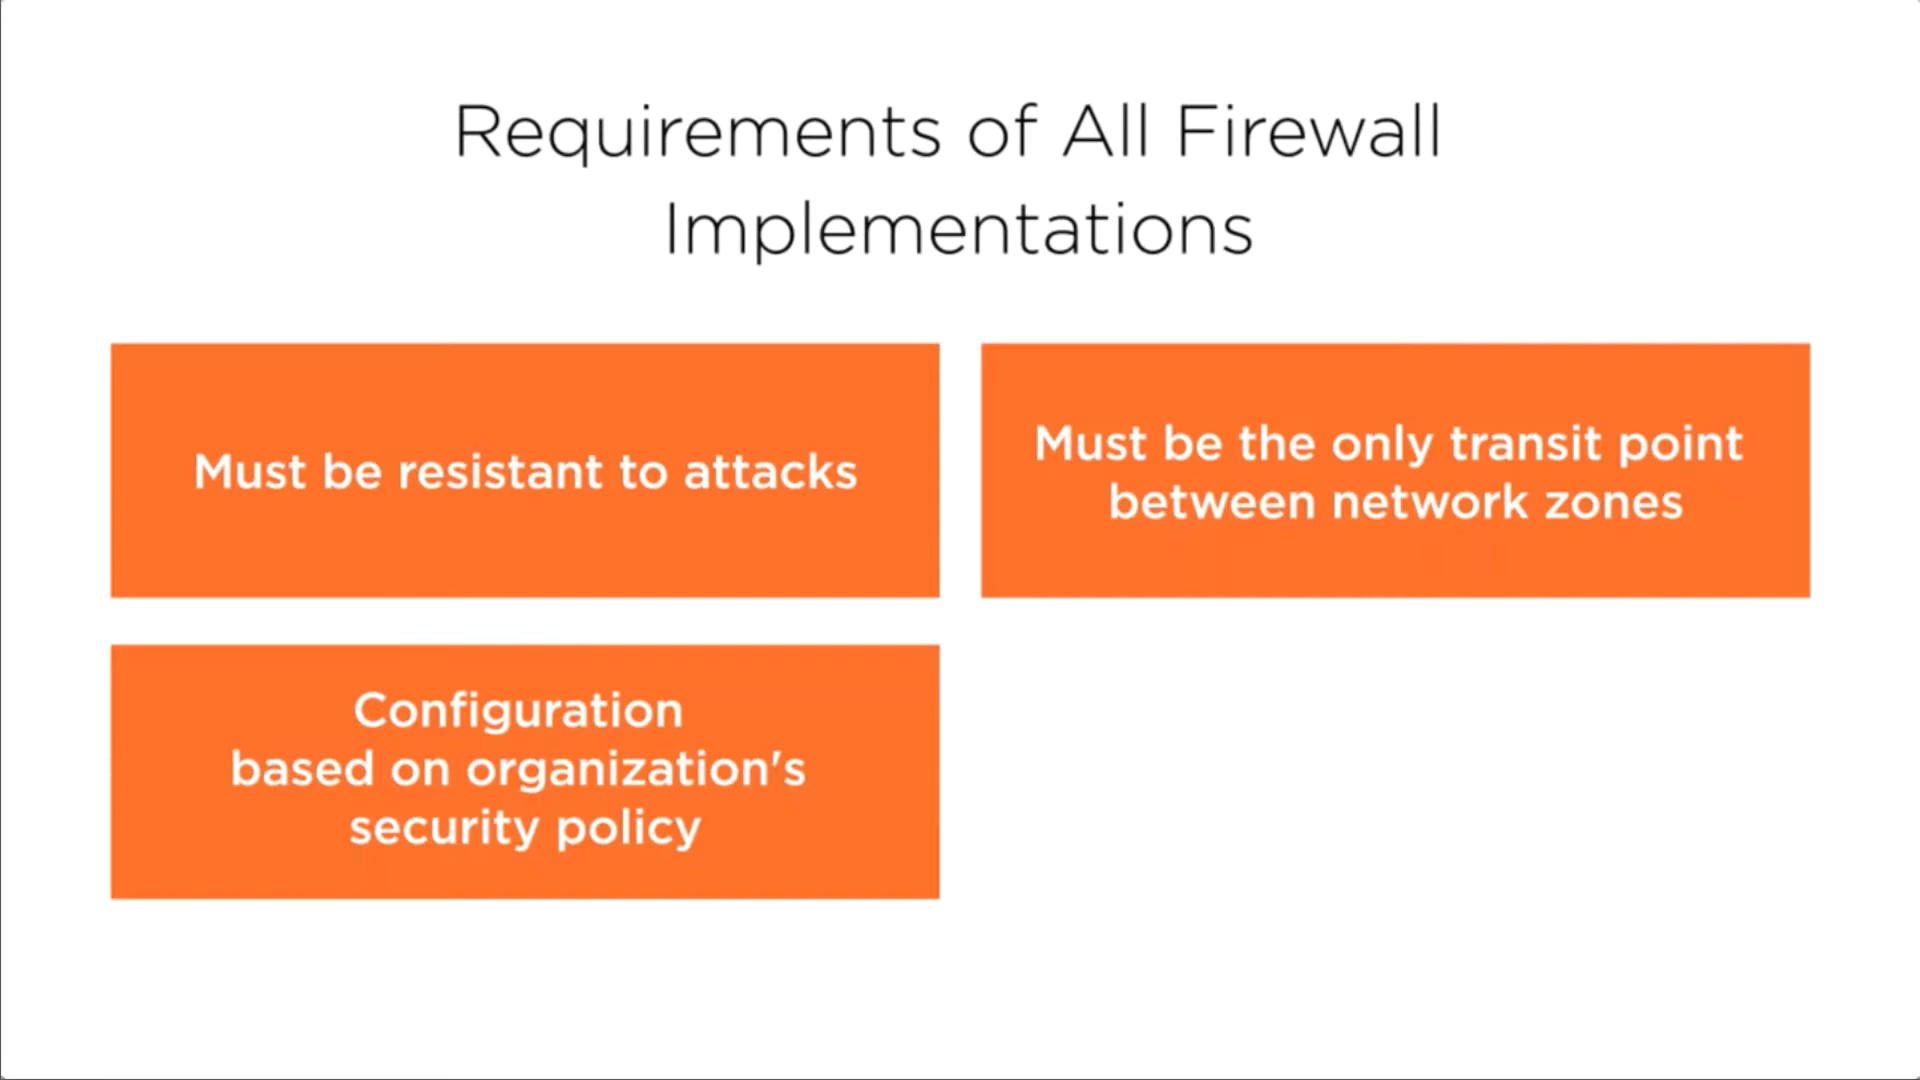 Requirements of All Firewall
Implementations
Must be resistant to attacks
Must be the only transit point
between network zones
Configuration
based on organization's
security policy